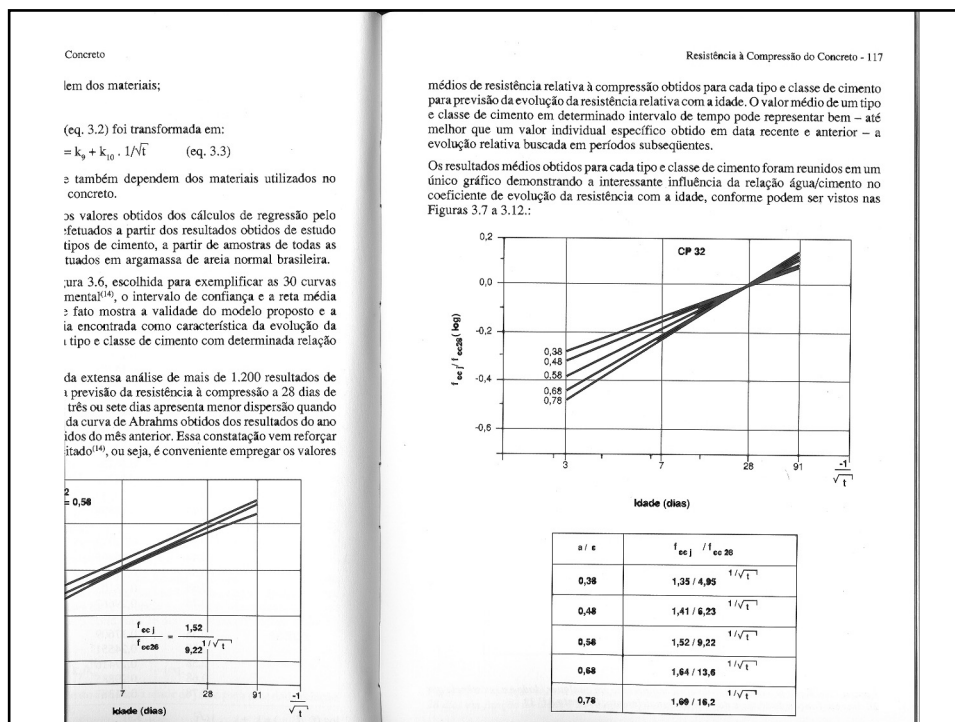 Concreto
lem dos materiais;
(eq. 3.2) foi transformada em:
= k₉ + k₁₀ . 1/√t (eq. 3.3)
e também dependem dos materiais utilizados no
concreto.
os valores obtidos dos cálculos de regressão pelo
efetuados a partir dos resultados obtidos de estudo
tipos de cimento, a partir de amostras de todas as
tuados em argamassa de areia normal brasileira.
gura 3.6, escolhida para exemplificar as 30 curvas
mental⁽¹⁴⁾, o intervalo de confiança e a reta média
e fato mostra a validade do modelo proposto e a
ia encontrada como característica da evolução da
tipo e classe de cimento com determinada relação
da extensa análise de mais de 1.200 resultados de
previsão da resistência à compressão a 28 dias de
três ou sete dias apresenta menor dispersão quando
da curva de Abrahms obtidos dos resultados do ano
idos do mês anterior. Essa constatação vem reforçar
itado⁽¹⁴⁾, ou seja, é conveniente empregar os valores
2
= 0,58
f cc j / f cc28 = 1,52 / 9,22 1/√t
7 28 91 -1/√t
Idade (dias)
Resistência à Compressão do Concreto - 117
médios de resistência relativa à compressão obtidos para cada tipo e classe de cimento
para previsão da evolução da resistência relativa com a idade. O valor médio de um tipo
e classe de cimento em determinado intervalo de tempo pode representar bem – até
melhor que um valor individual específico obtido em data recente e anterior – a
evolução relativa buscada em períodos subseqüentes.
Os resultados médios obtidos para cada tipo e classe de cimento foram reunidos em um
único gráfico demonstrando a interessante influência da relação água/cimento no
coeficiente de evolução da resistência com a idade, conforme podem ser vistos nas
Figuras 3.7 a 3.12.:
CP 32
f cc j / f cc28 (log)
0,2
0,0
-0,2
-0,4
-0,6
0,38
0,48
0,58
0,68
0,78
3 7 28 91 -1/√t
Idade (dias)
a / c f cc j / f cc 28
0,38 1,35 / 4,95 1/√t
0,48 1,41 / 6,23 1/√t
0,58 1,52 / 9,22 1/√t
0,68 1,64 / 13,6 1/√t
0,78 1,69 / 16,2 1/√t